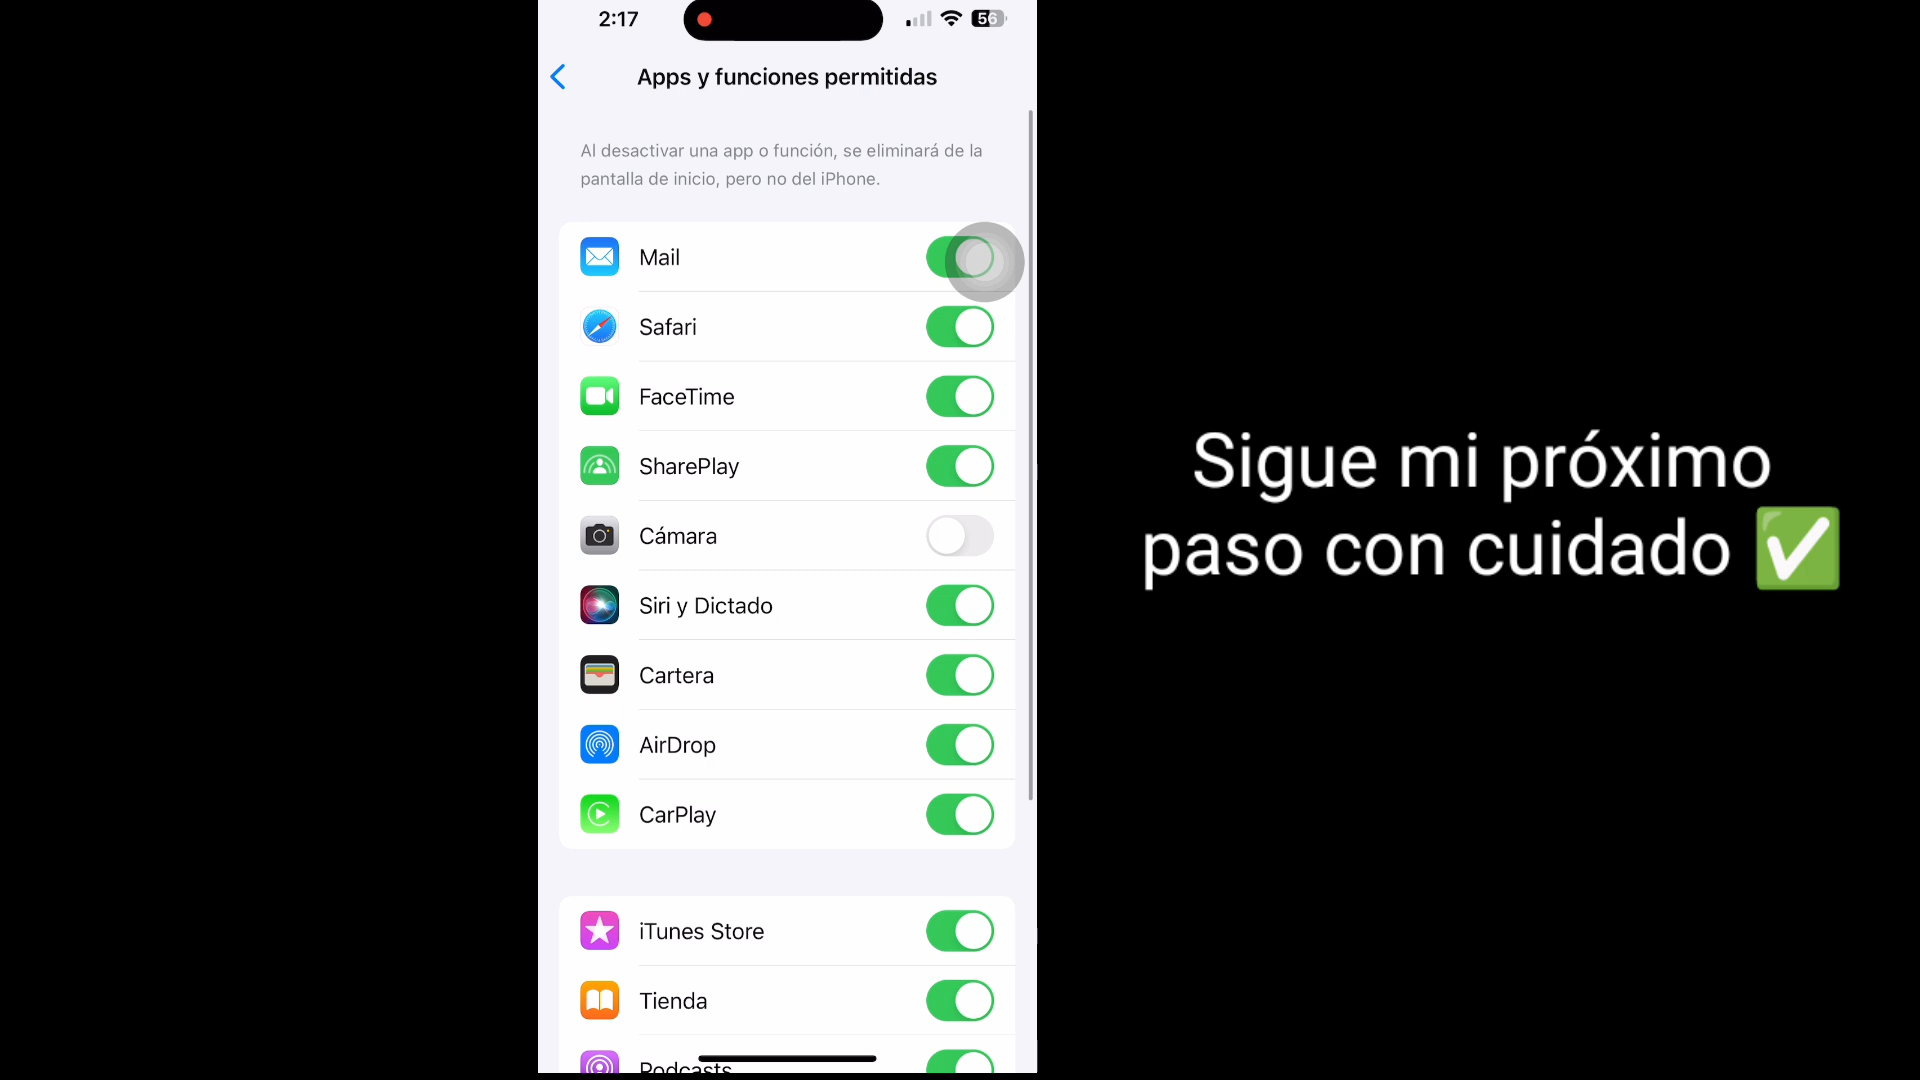 2:17
56
Apps y funciones permitidas
Al desactivar una app o función, se eliminará de la
pantalla de inicio, pero no del iPhone.
Mail
Safari
FaceTime
SharePlay
Cámara
Siri y Dictado
Cartera
AirDrop
CarPlay
iTunes Store
Tienda
Podcasts
Sigue mi próximo
paso con cuidado ✅